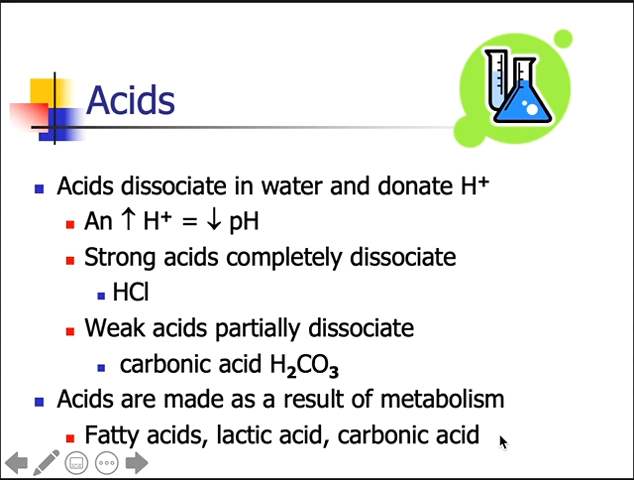 Acids
Acids dissociate in water and donate H⁺
An ↑ H⁺ = ↓ pH
Strong acids completely dissociate
HCl
Weak acids partially dissociate
carbonic acid H₂CO₃
Acids are made as a result of metabolism
Fatty acids, lactic acid, carbonic acid